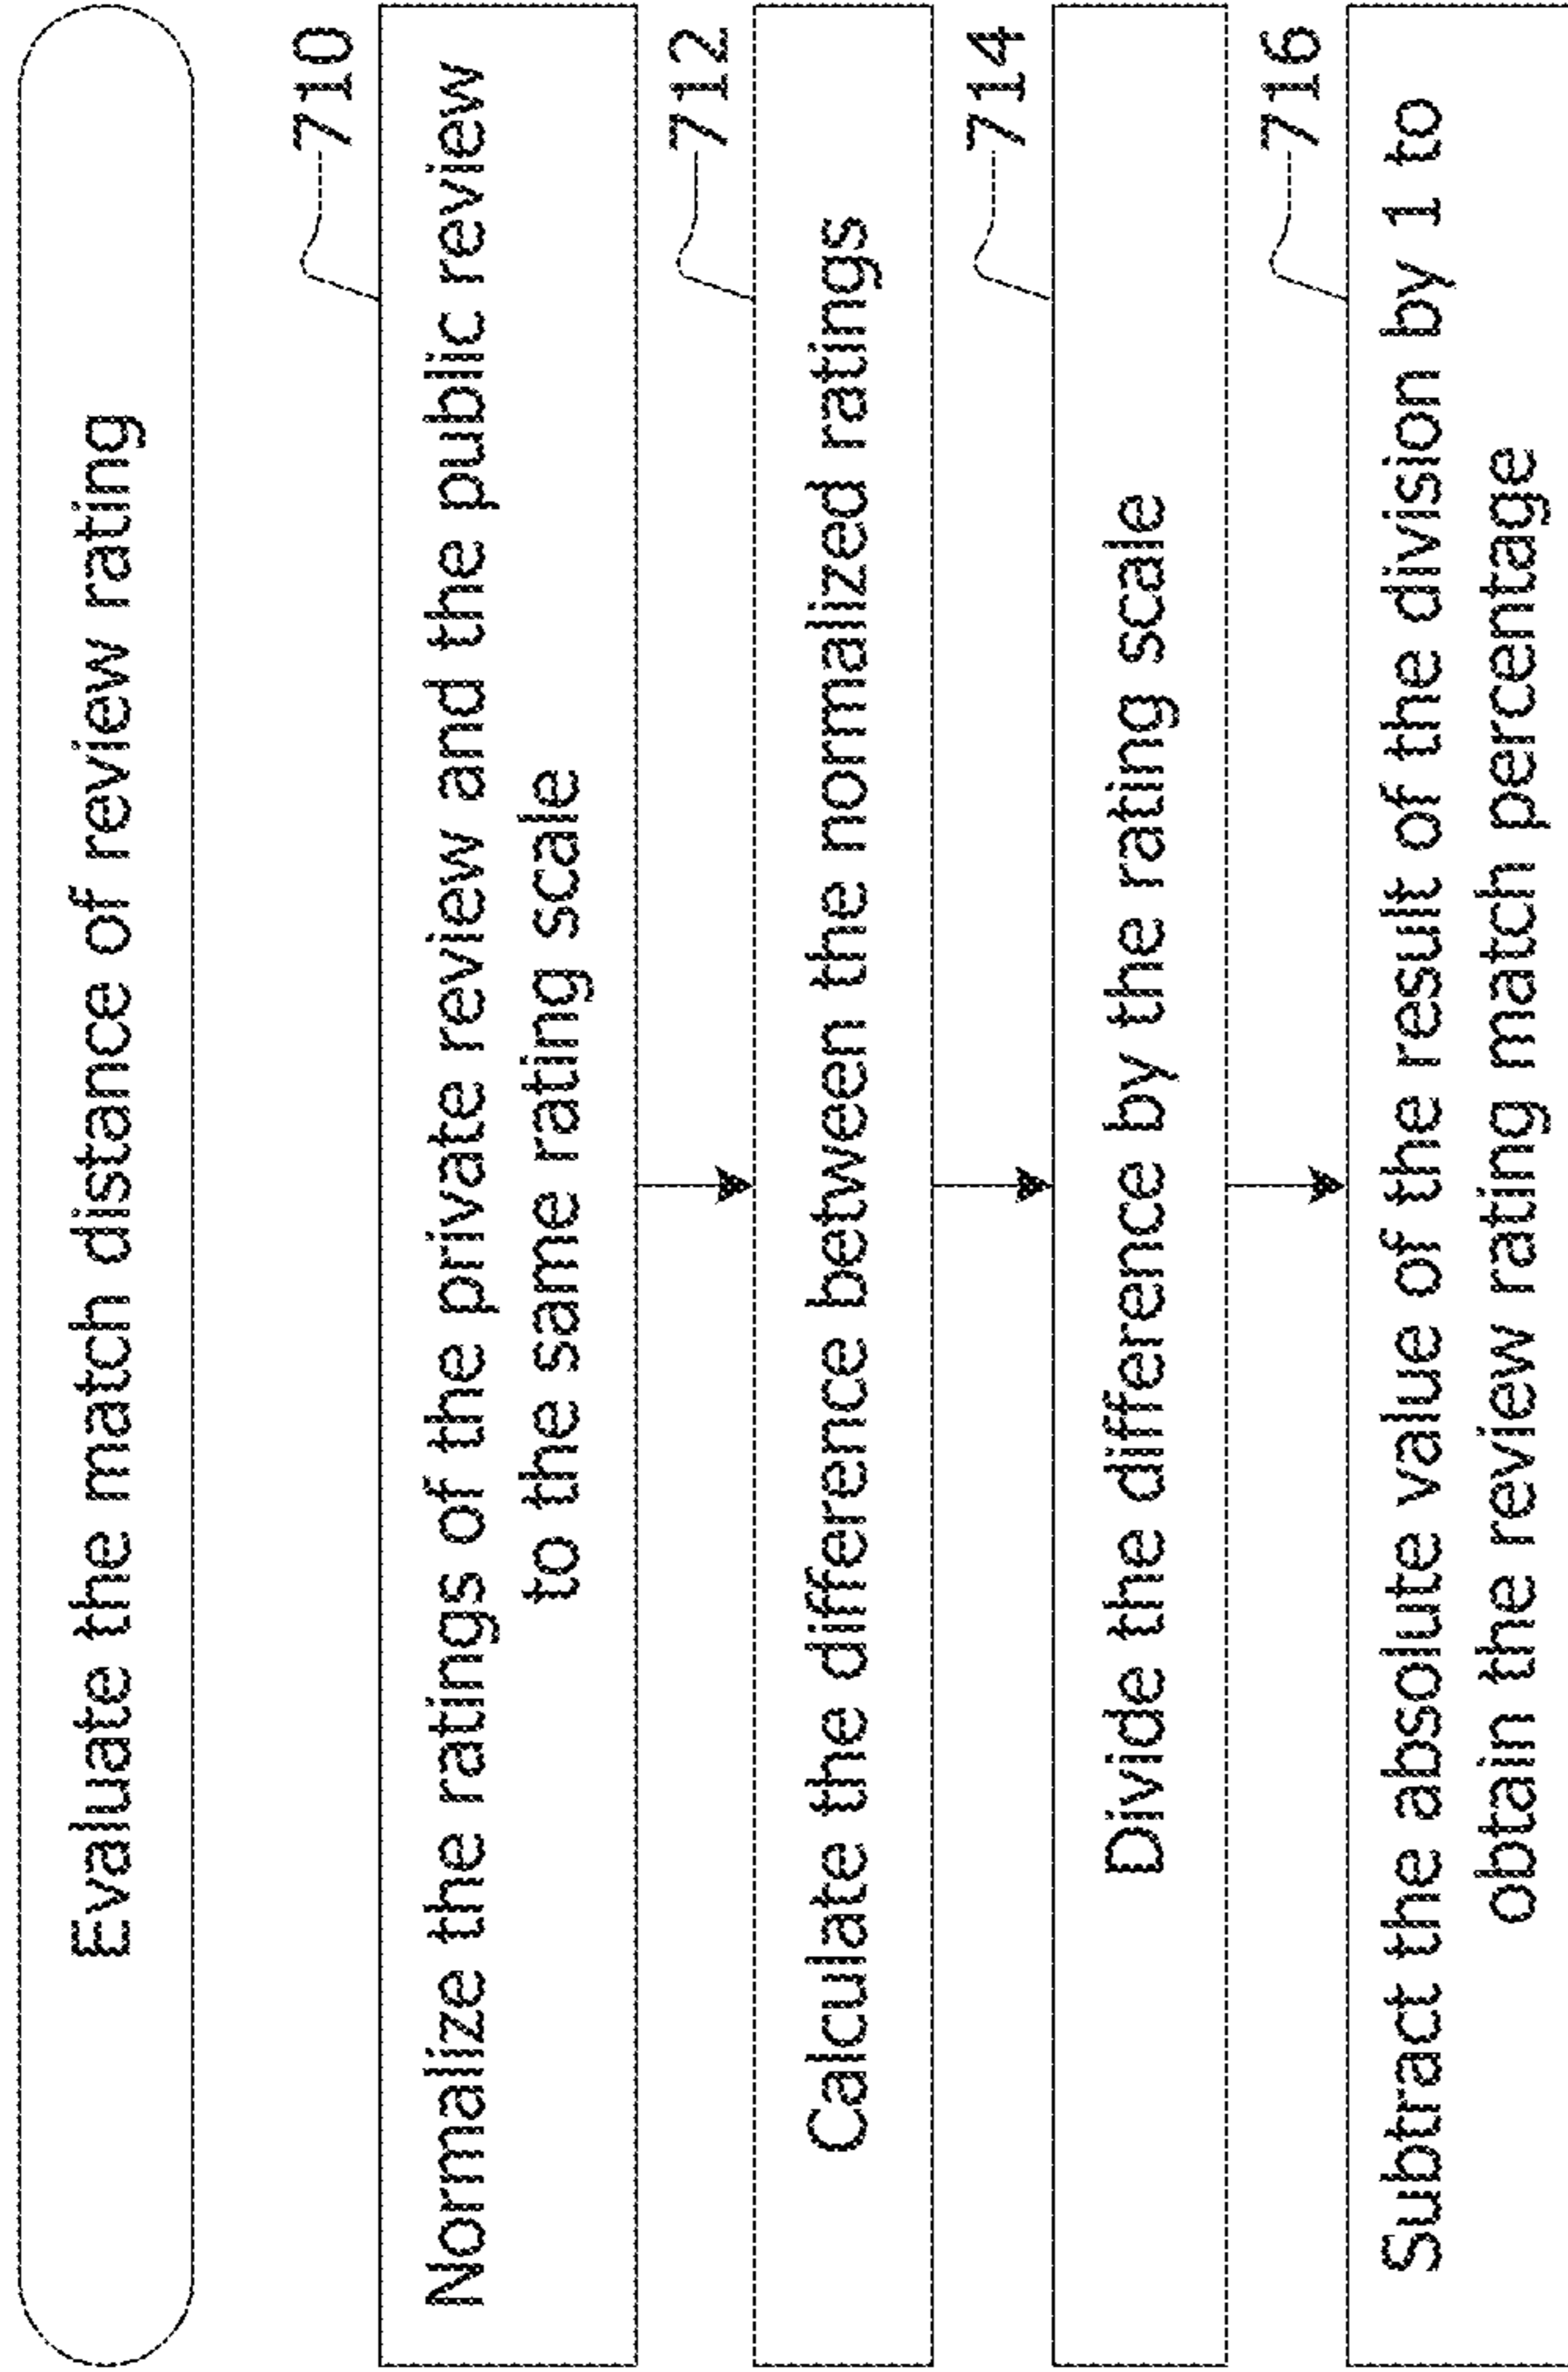 Evaluate the match distance of review rating
710
Normalize the ratings of the private review and the public review
to the same rating scale
712
Calculate the difference between the normalized ratings
714
Divide the difference by the rating scale
716
Subtract the absolute value of the result of the division by 1 to
obtain the review rating match percentage